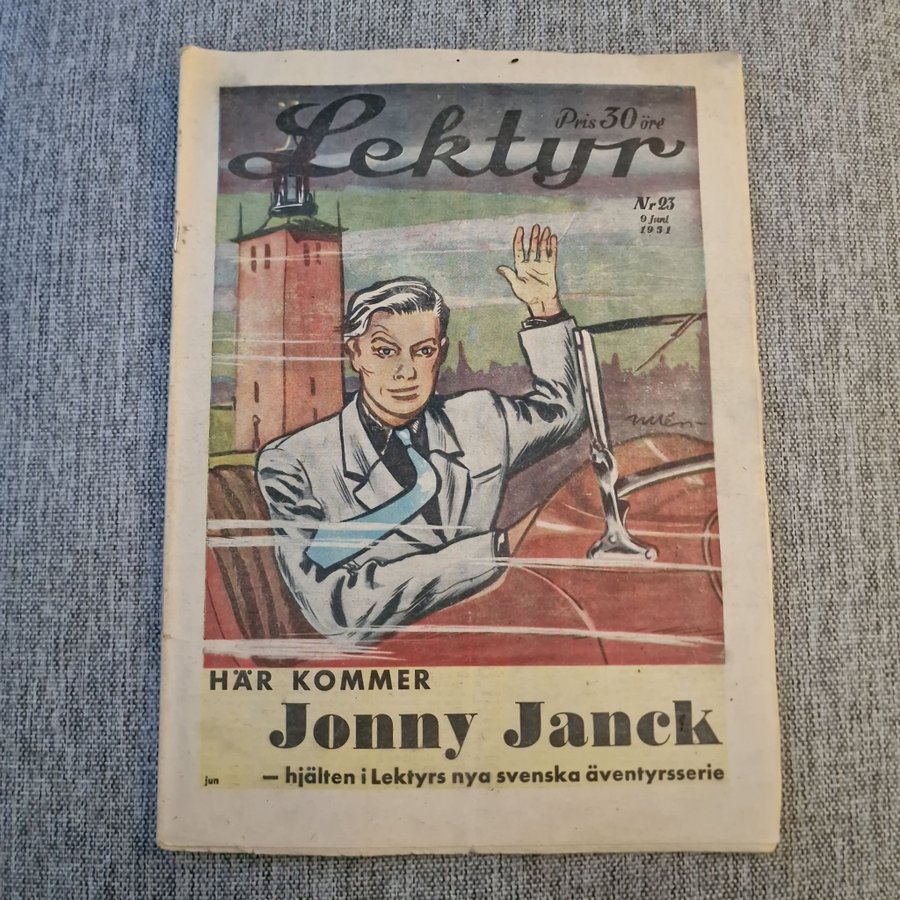 Pris 30 öre
Lektyr
Nr 23
9 juni
1951
HÄR KOMMER
Jonny Janck
— hjälten i Lektyrs nya svenska äventyrsserie
jun